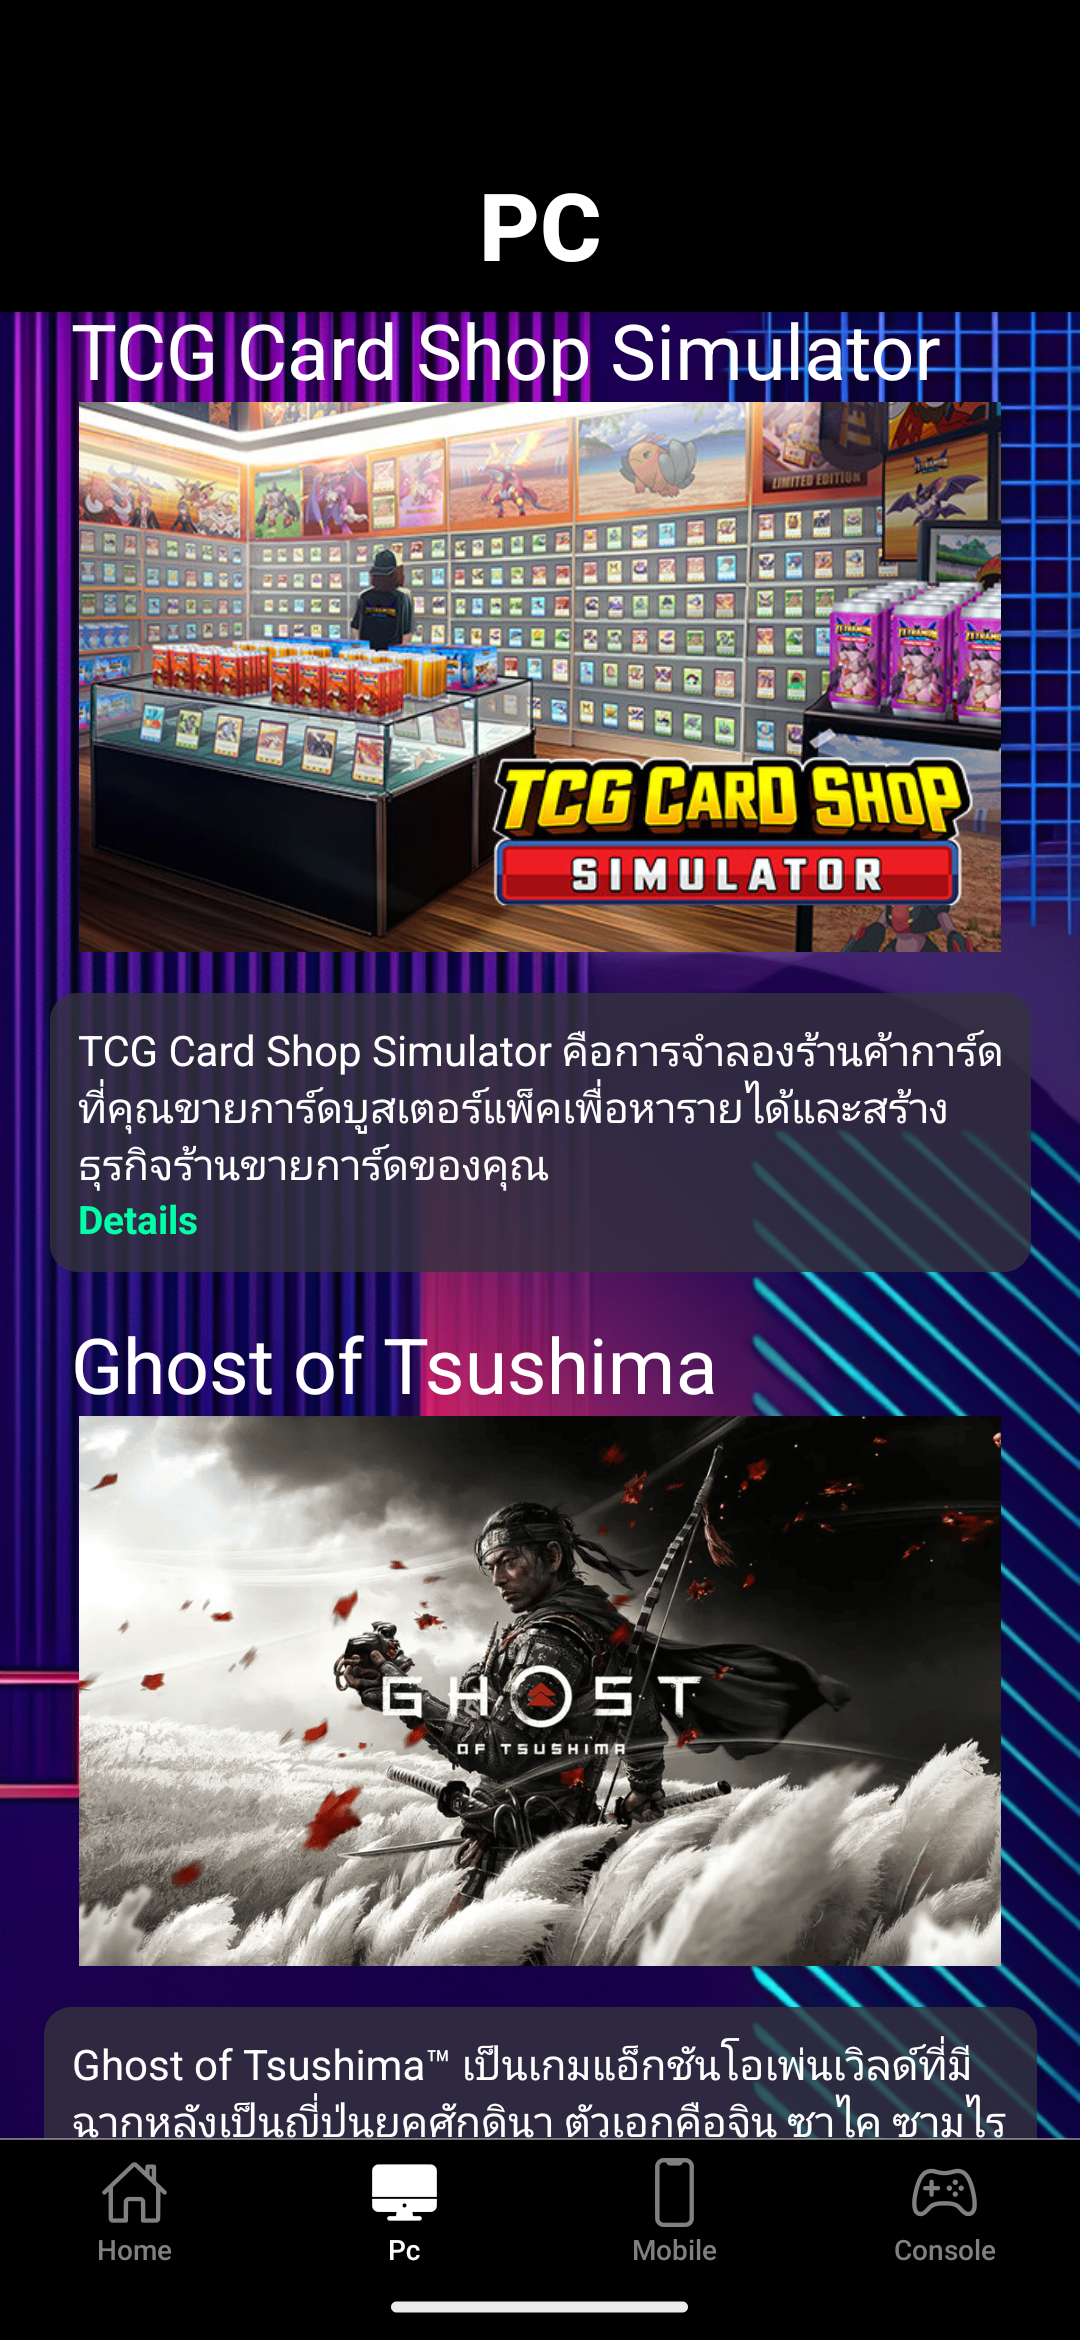 PC
TCG Card Shop Simulator
LIMITED EDITION
TCG CARD SHOP
SIMULATOR
TCG Card Shop Simulator คือการจำลองร้านค้าการ์ด
ที่คุณขายการ์ดบูสเตอร์แพ็คเพื่อหารายได้และสร้าง
ธุรกิจร้านขายการ์ดของคุณ
Details
Ghost of Tsushima
GHOST
OF TSUSHIMA
Ghost of Tsushima™ เป็นเกมแอ็กชันโอเพ่นเวิลด์ที่มี
ฉากหลังเป็นญี่ปุ่นยุคศักดินา ตัวเอกคือจิน ซาไค ซามูไร
Home
Pc
Mobile
Console